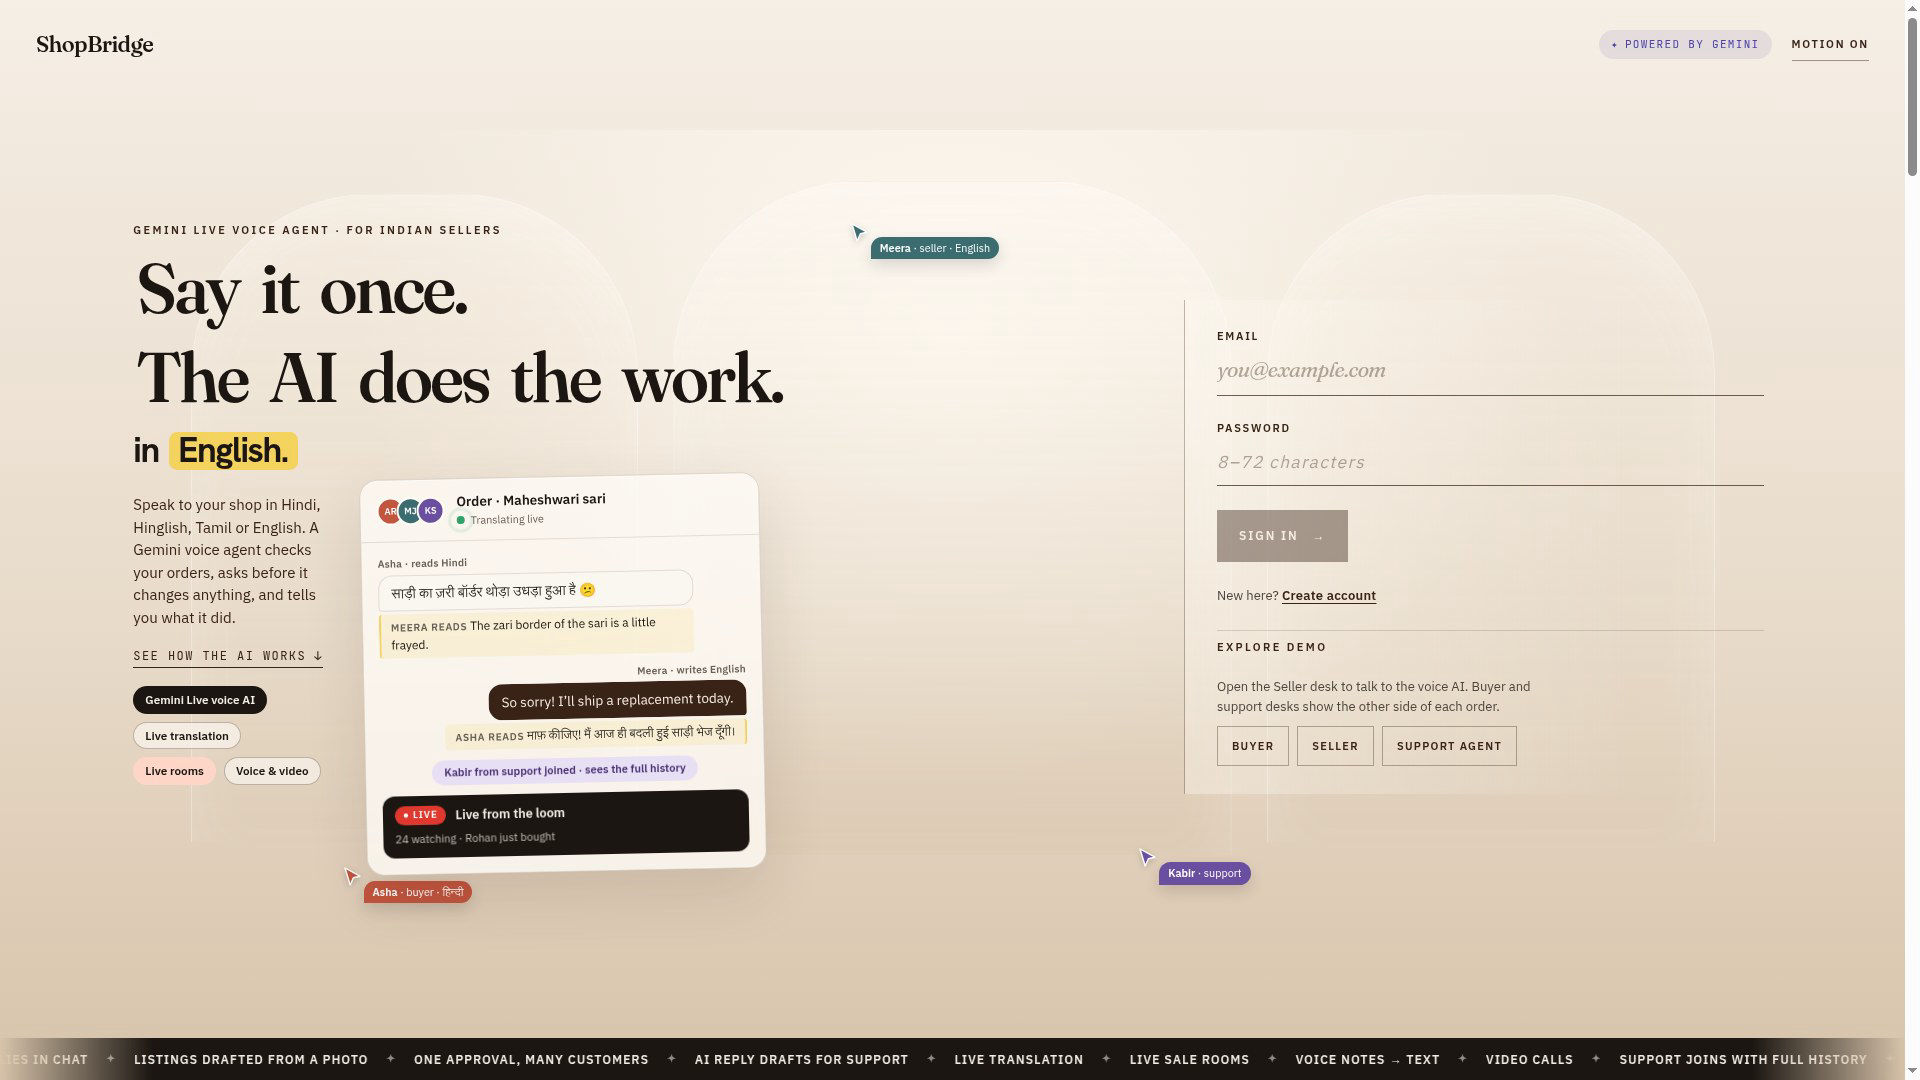 ShopBridge
✦ POWERED BY GEMINI
MOTION ON
GEMINI LIVE VOICE AGENT · FOR INDIAN SELLERS
Say it once.
The AI does the work.
in English.
Speak to your shop in Hindi,
Hinglish, Tamil or English. A
Gemini voice agent checks
your orders, asks before it
changes anything, and tells
you what it did.
SEE HOW THE AI WORKS ↓
Gemini Live voice AI
Live translation
Live rooms
Voice & video
Meera · seller · English
AR MJ KS
Order · Maheshwari sari
Translating live
Asha · reads Hindi
साड़ी का ज़री बॉर्डर थोड़ा उधड़ा हुआ है 😕
MEERA READS The zari border of the sari is a little
frayed.
Meera · writes English
So sorry! I’ll ship a replacement today.
ASHA READS माफ़ कीजिए! मैं आज ही बदली हुई साड़ी भेज दूँगी।
Kabir from support joined · sees the full history
● LIVE Live from the loom
24 watching · Rohan just bought
Asha · buyer · हिन्दी
Kabir · support
EMAIL
you@example.com
PASSWORD
8–72 characters
SIGN IN →
New here? Create account
EXPLORE DEMO
Open the Seller desk to talk to the voice AI. Buyer and
support desks show the other side of each order.
BUYER
SELLER
SUPPORT AGENT
IN CHAT ✦ LISTINGS DRAFTED FROM A PHOTO ✦ ONE APPROVAL, MANY CUSTOMERS ✦ AI REPLY DRAFTS FOR SUPPORT ✦ LIVE TRANSLATION ✦ LIVE SALE ROOMS ✦ VOICE NOTES → TEXT ✦ VIDEO CALLS ✦ SUPPORT JOINS WITH FULL HISTORY